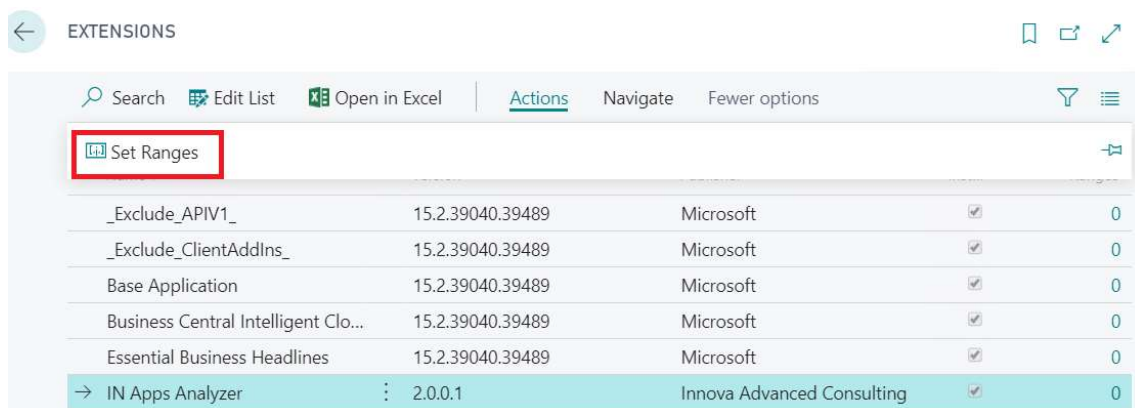 EXTENSIONS
Search Edit List Open in Excel Actions Navigate Fewer options
Set Ranges
_Exclude_APIV1_ 15.2.39040.39489 Microsoft 0
_Exclude_ClientAddIns_ 15.2.39040.39489 Microsoft 0
Base Application 15.2.39040.39489 Microsoft 0
Business Central Intelligent Clo... 15.2.39040.39489 Microsoft 0
Essential Business Headlines 15.2.39040.39489 Microsoft 0
IN Apps Analyzer 2.0.0.1 Innova Advanced Consulting 0